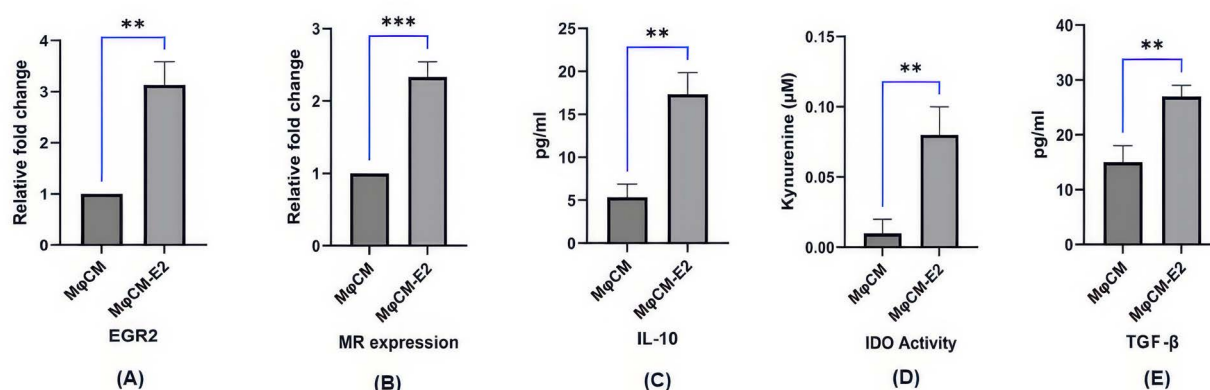 **
Relative fold change
4
3
2
1
0
MφCM
MφCM-E2
EGR2
(A)
***
Relative fold change
3
2
1
0
MφCM
MφCM-E2
MR expression
(B)
**
pg/ml
25
20
15
10
5
0
MφCM
MφCM-E2
IL-10
(C)
**
Kynurenine (μM)
0.15
0.10
0.05
0.00
MφCM
MφCM-E2
IDO Activity
(D)
**
pg/ml
40
30
20
10
0
MφCM
MφCM-E2
TGF-β
(E)